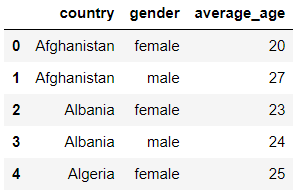 country gender average_age
0 Afghanistan female 20
1 Afghanistan male 27
2 Albania female 23
3 Albania male 24
4 Algeria female 25